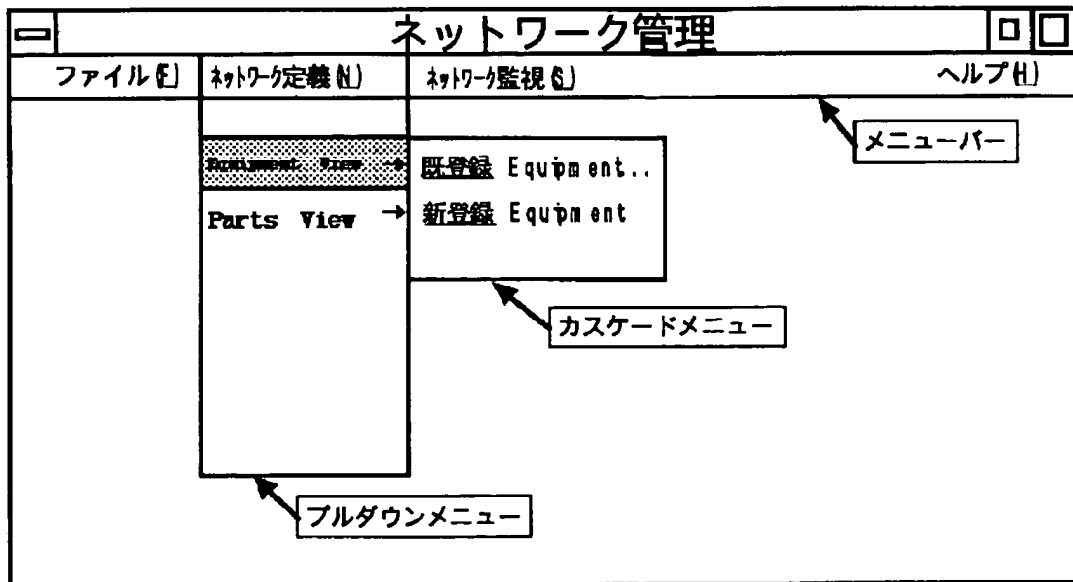 ネットワーク管理
ファイル(F) ネットワーク定義(N) ネットワーク監視(S) ヘルプ(H)
メニューバー
Equipment View → 既登録 Equipment..
Parts View → 新登録 Equipment
カスケードメニュー
プルダウンメニュー